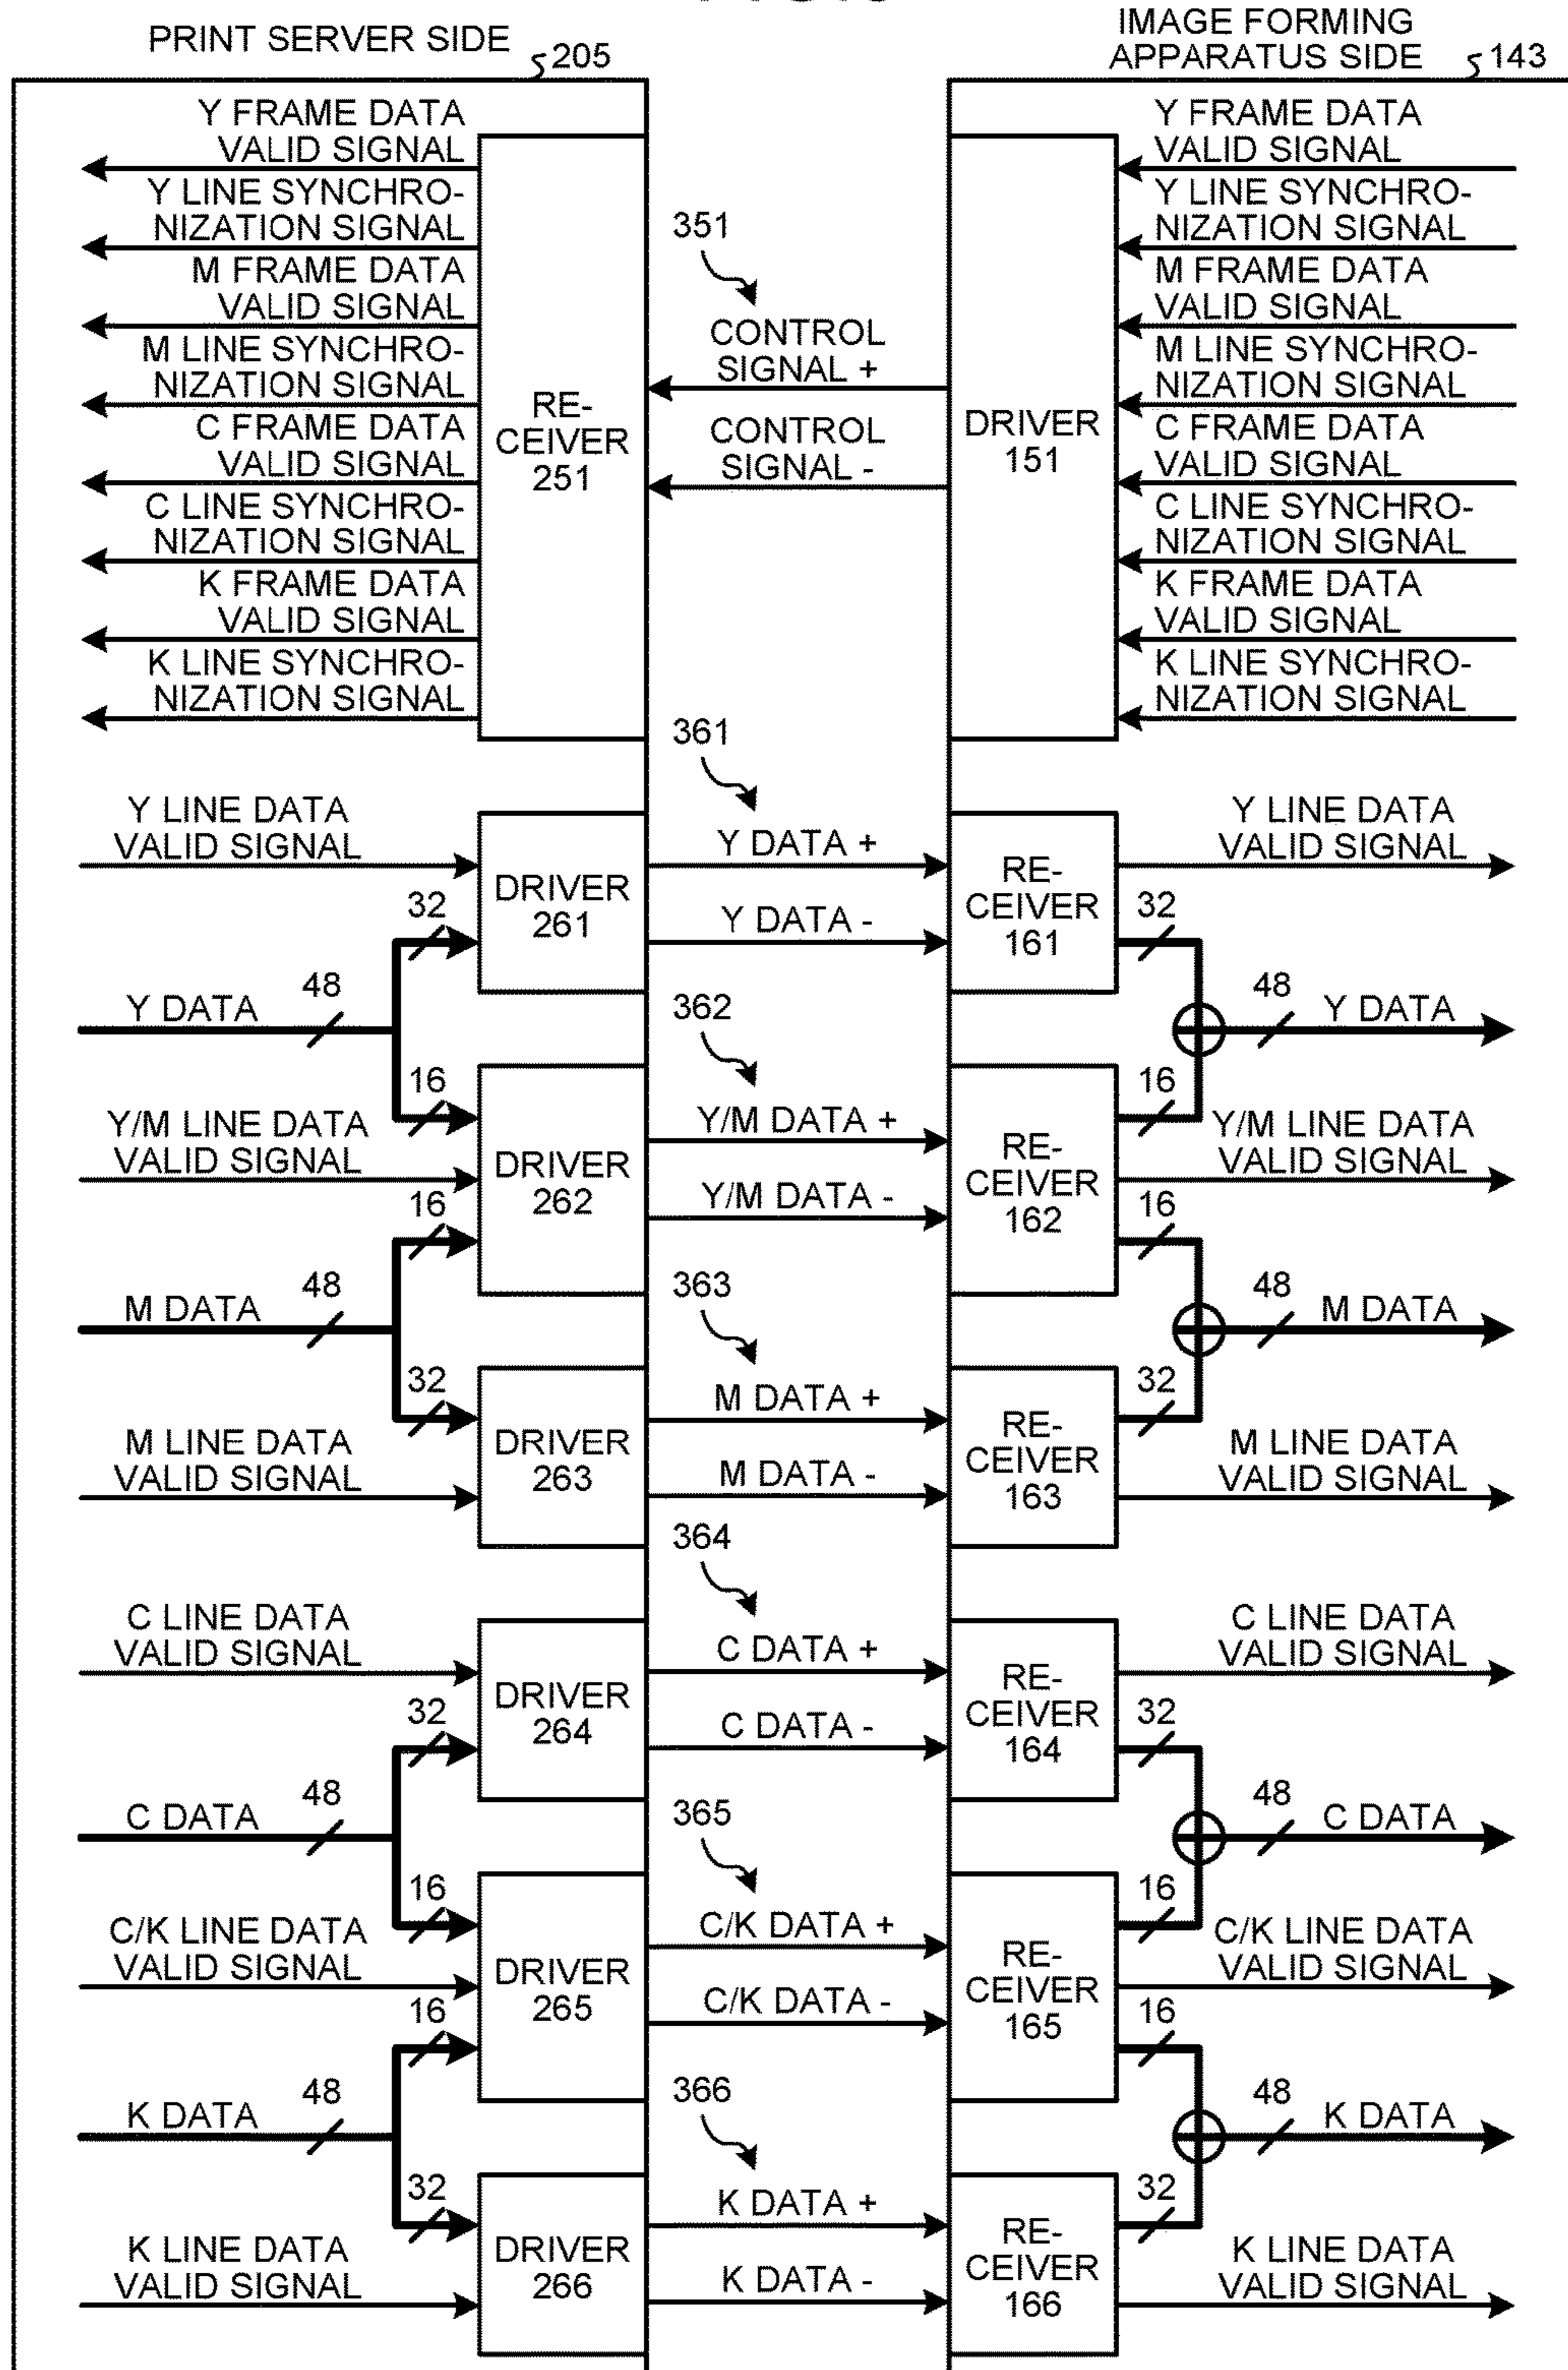 PRINT SERVER SIDE
205
IMAGE FORMING
APPARATUS SIDE
143
Y FRAME DATA
VALID SIGNAL
Y LINE SYNCHRO-
NIZATION SIGNAL
M FRAME DATA
VALID SIGNAL
M LINE SYNCHRO-
NIZATION SIGNAL
C FRAME DATA
VALID SIGNAL
C LINE SYNCHRO-
NIZATION SIGNAL
K FRAME DATA
VALID SIGNAL
K LINE SYNCHRO-
NIZATION SIGNAL
RE-
CEIVER
251
351
CONTROL
SIGNAL +
CONTROL
SIGNAL -
DRIVER
151
Y FRAME DATA
VALID SIGNAL
Y LINE SYNCHRO-
NIZATION SIGNAL
M FRAME DATA
VALID SIGNAL
M LINE SYNCHRO-
NIZATION SIGNAL
C FRAME DATA
VALID SIGNAL
C LINE SYNCHRO-
NIZATION SIGNAL
K FRAME DATA
VALID SIGNAL
K LINE SYNCHRO-
NIZATION SIGNAL
Y LINE DATA
VALID SIGNAL
32
48
Y DATA
16
DRIVER
261
361
Y DATA +
Y DATA -
RE-
CEIVER
161
Y LINE DATA
VALID SIGNAL
32
48
Y DATA
16
Y/M LINE DATA
VALID SIGNAL
16
DRIVER
262
362
Y/M DATA +
Y/M DATA -
RE-
CEIVER
162
Y/M LINE DATA
VALID SIGNAL
16
48
M DATA
32
M LINE DATA
VALID SIGNAL
DRIVER
263
363
M DATA +
M DATA -
RE-
CEIVER
163
48
M DATA
32
M LINE DATA
VALID SIGNAL
C LINE DATA
VALID SIGNAL
32
48
C DATA
16
DRIVER
264
364
C DATA +
C DATA -
RE-
CEIVER
164
C LINE DATA
VALID SIGNAL
32
48
C DATA
16
C/K LINE DATA
VALID SIGNAL
16
DRIVER
265
365
C/K DATA +
C/K DATA -
RE-
CEIVER
165
C/K LINE DATA
VALID SIGNAL
16
48
K DATA
32
K LINE DATA
VALID SIGNAL
DRIVER
266
366
K DATA +
K DATA -
RE-
CEIVER
166
48
K DATA
32
K LINE DATA
VALID SIGNAL